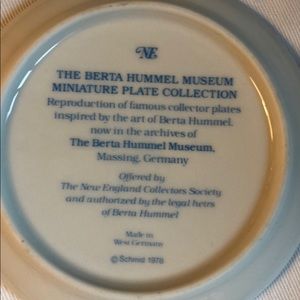 NE
THE BERTA HUMMEL MUSEUM
MINIATURE PLATE COLLECTION
Reproduction of famous collector plates
inspired by the art of Berta Hummel,
now in the archives of
The Berta Hummel Museum,
Massing, Germany
Offered by
The New England Collectors Society
and authorized by the legal heirs
of Berta Hummel
Made in
West Germany
© Schmid 1978